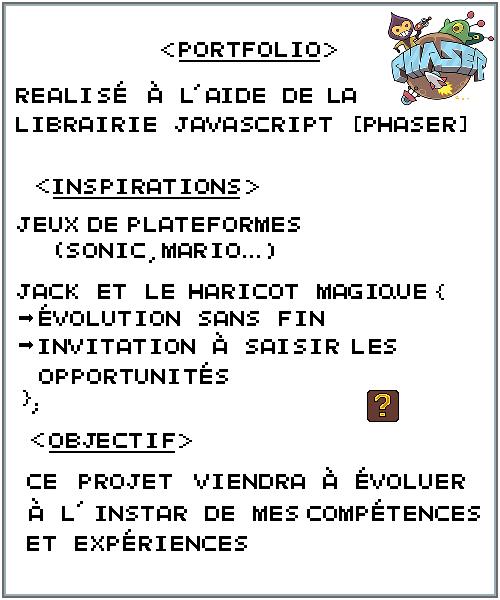 <PORTFOLIO>
PHASER
REALISÉ À L'AIDE DE LA
LIBRAIRIE JAVASCRIPT [PHASER]
<INSPIRATIONS>
JEUX DE PLATEFORMES
(SONIC,MARIO...)
JACK ET LE HARICOT MAGIQUE {
→ÉVOLUTION SANS FIN
→INVITATION À SAISIR LES
OPPORTUNITÉS
};
?
<OBJECTIF>
CE PROJET VIENDRA À ÉVOLUER
À L'INSTAR DE MES COMPÉTENCES
ET EXPÉRIENCES